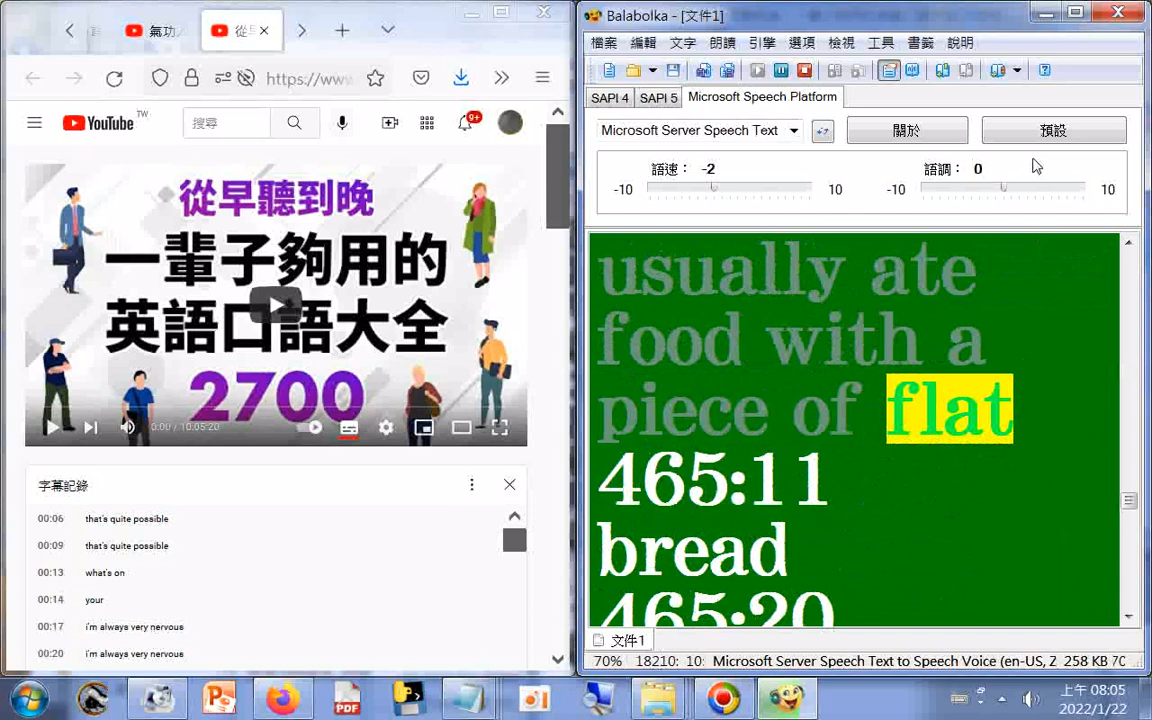 氣功
從
https://www
YouTube TW
搜尋
9+
從早聽到晚
一輩子夠用的
英語口語大全
2700
0:00 / 10:05:20
字幕記錄
00:06 that's quite possible
00:09 that's quite possible
00:13 what's on
00:14 your
00:17 i'm always very nervous
00:20 i'm always very nervous
Balabolka - [文件1]
檔案 編輯 文字 朗讀 引擎 選項 檢視 工具 書籤 說明
SAPI 4 SAPI 5 Microsoft Speech Platform
Microsoft Server Speech Text 關於 預設
語速： -2 語調： 0
-10 10 -10 10
usually ate
food with a
piece of flat
465:11
bread
465:20
文件1
70% 18210: 10: Microsoft Server Speech Text to Speech Voice (en-US, Z 258 KB
PDF
上午 08:05
2022/1/22